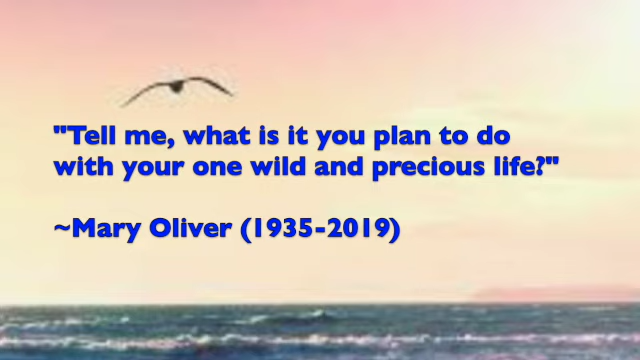 "Tell me, what is it you plan to do
with your one wild and precious life?"
~Mary Oliver (1935-2019)